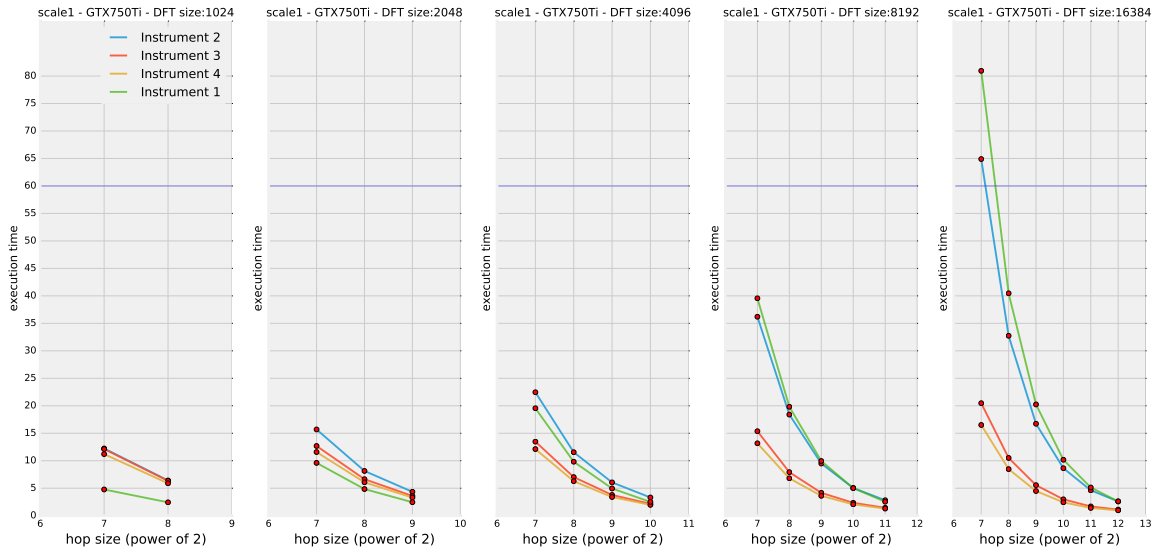 scale1 - GTX750Ti - DFT size:1024
scale1 - GTX750Ti - DFT size:2048
scale1 - GTX750Ti - DFT size:4096
scale1 - GTX750Ti - DFT size:8192
scale1 - GTX750Ti - DFT size:16384
Instrument 2
Instrument 3
Instrument 4
Instrument 1
execution time
80
75
70
65
60
55
50
45
40
35
30
25
20
15
10
5
0
6 7 8 9
hop size (power of 2)
execution time
6 7 8 9 10
hop size (power of 2)
execution time
6 7 8 9 10 11
hop size (power of 2)
execution time
6 7 8 9 10 11 12
hop size (power of 2)
execution time
6 7 8 9 10 11 12 13
hop size (power of 2)